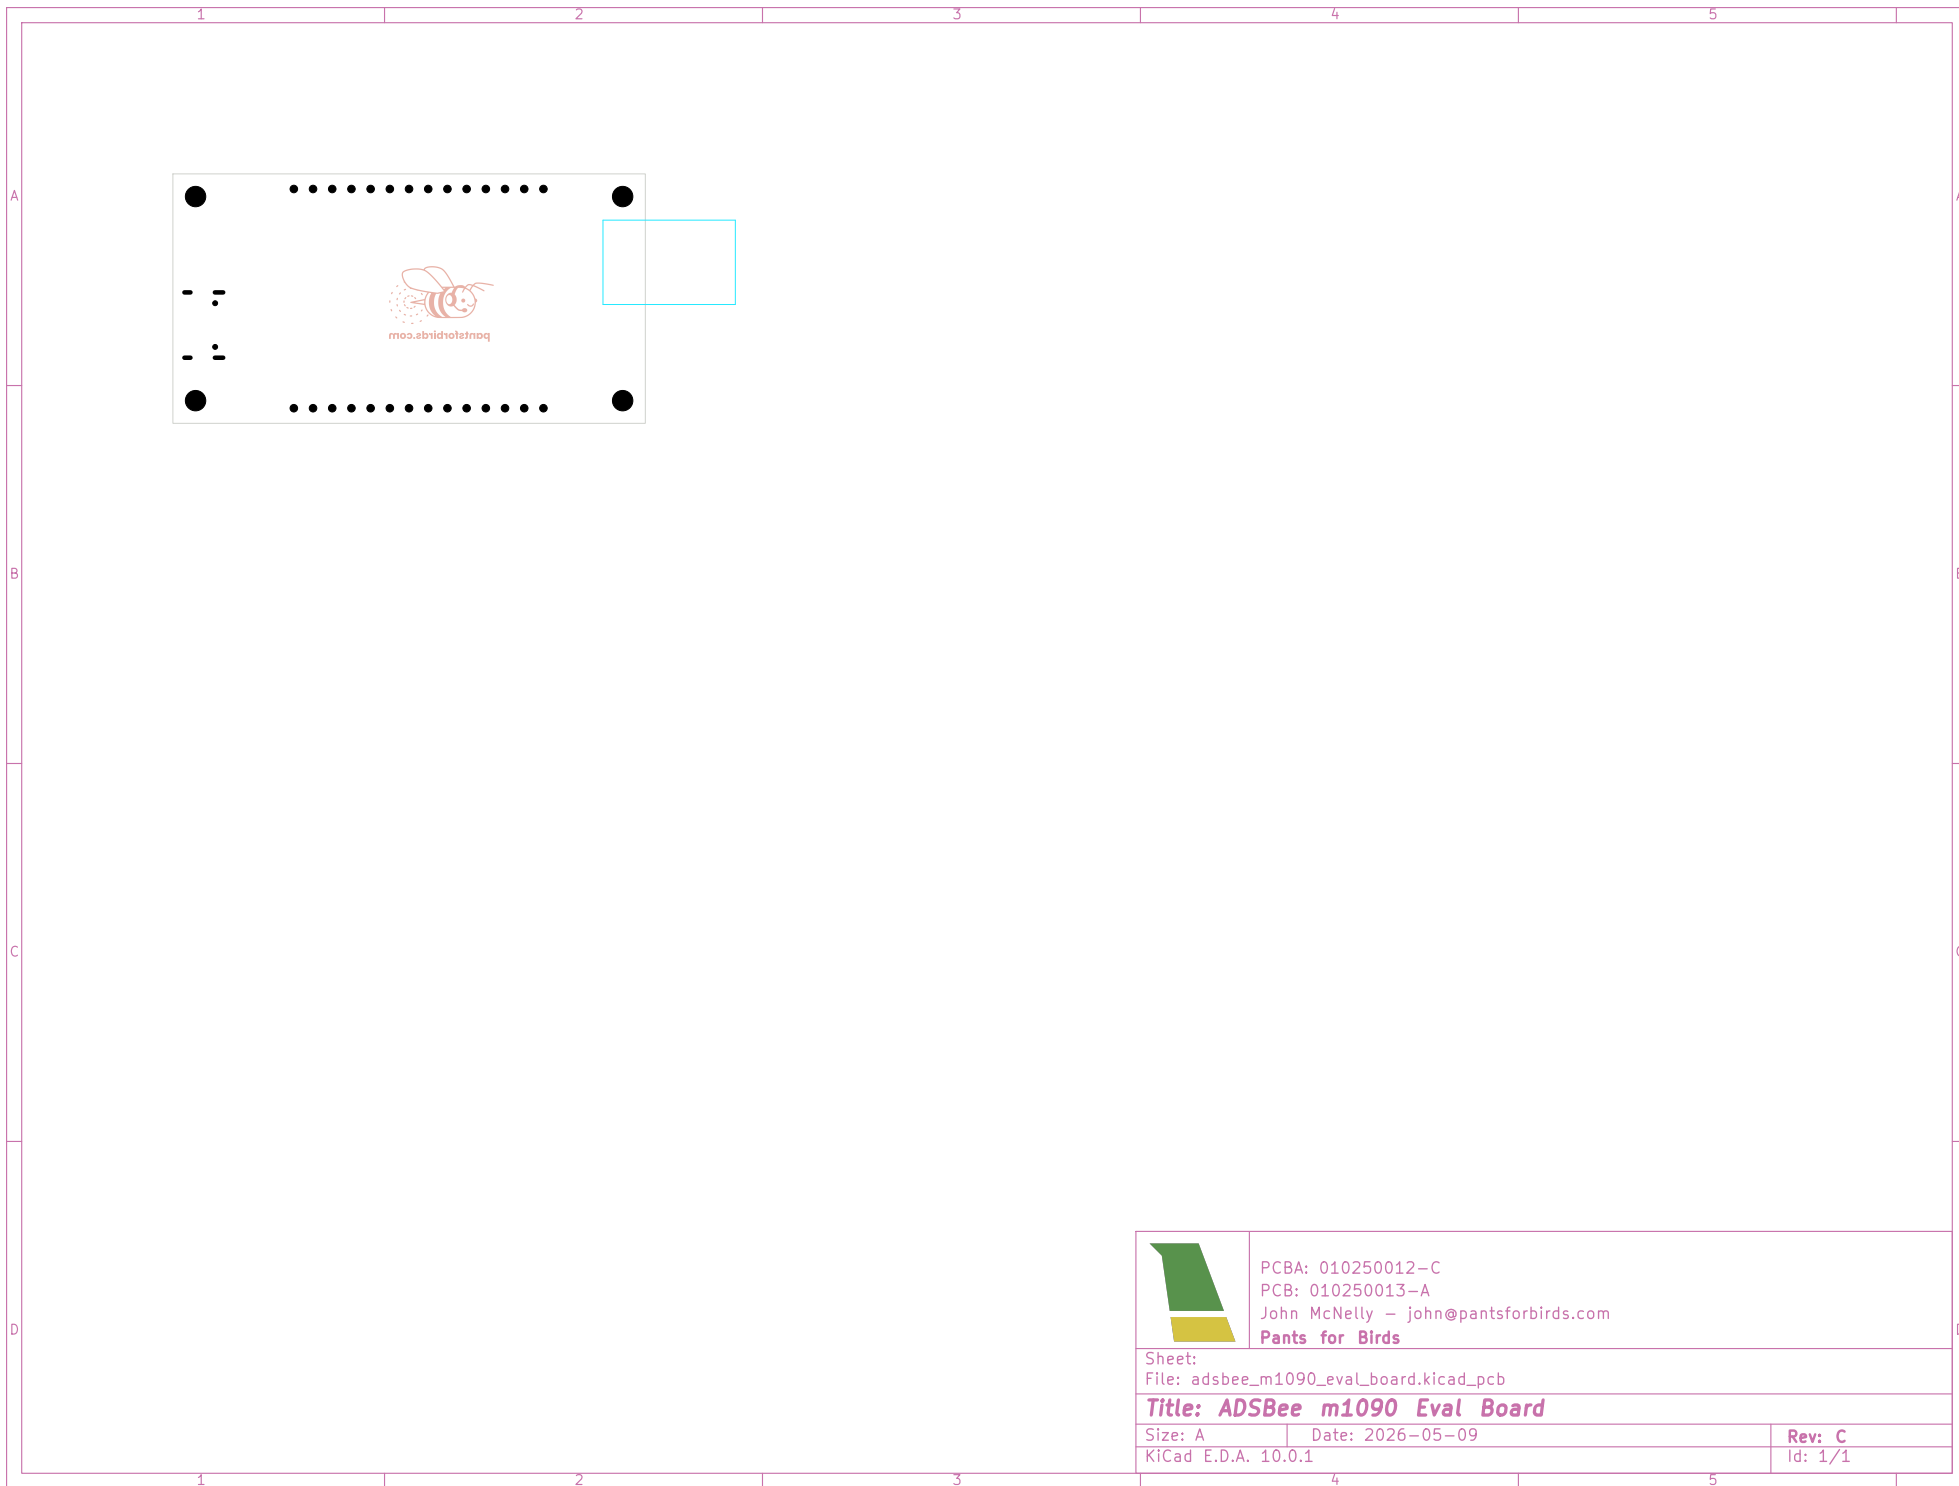 1 2 3 4 5
A
pantsforbirds.com
B
C
D
PCBA: 010250012-C
PCB: 010250013-A
John McNelly - john@pantsforbirds.com
Pants for Birds
Sheet:
File: adsbee_m1090_eval_board.kicad_pcb
Title: ADSBee m1090 Eval Board
Size: A Date: 2026-05-09 Rev: C
KiCad E.D.A. 10.0.1 Id: 1/1
1 2 3 4 5